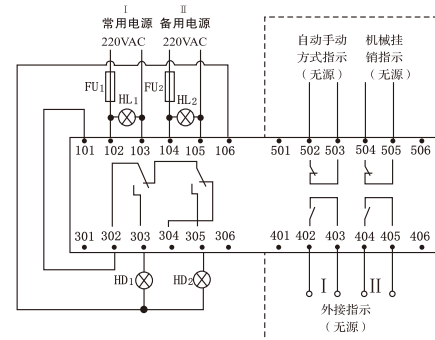 Ⅰ Ⅱ
常用电源 备用电源
220VAC 220VAC
自动手动 机械挂
方式指示 销指示
(无源) (无源)
FU1 FU2
HL1 HL2
101 102 103 104 105 106 501 502 503 504 505 506
301 302 303 304 305 306 401 402 403 404 405 406
HD1 HD2
Ⅰ Ⅱ
外接指示
(无源)